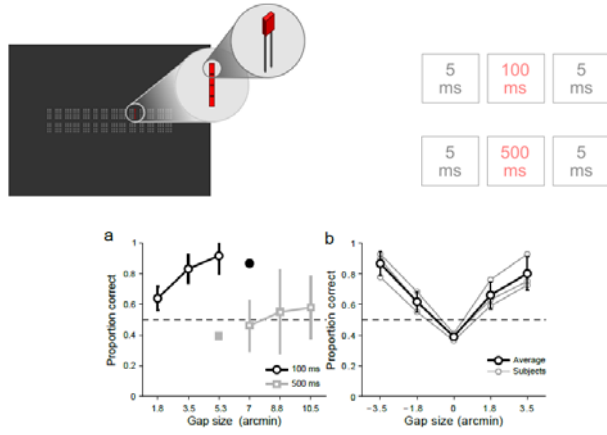 5 ms
100 ms
5 ms
5 ms
500 ms
5 ms
a
Proportion correct
1
0.8
0.6
0.4
0.2
0
1.8 3.5 5.3 7 8.8 10.5
Gap size (arcmin)
100 ms
500 ms
b
Proportion correct
1
0.8
0.6
0.4
0.2
0
−3.5 −1.8 0 1.8 3.5
Gap size (arcmin)
Average
Subjects